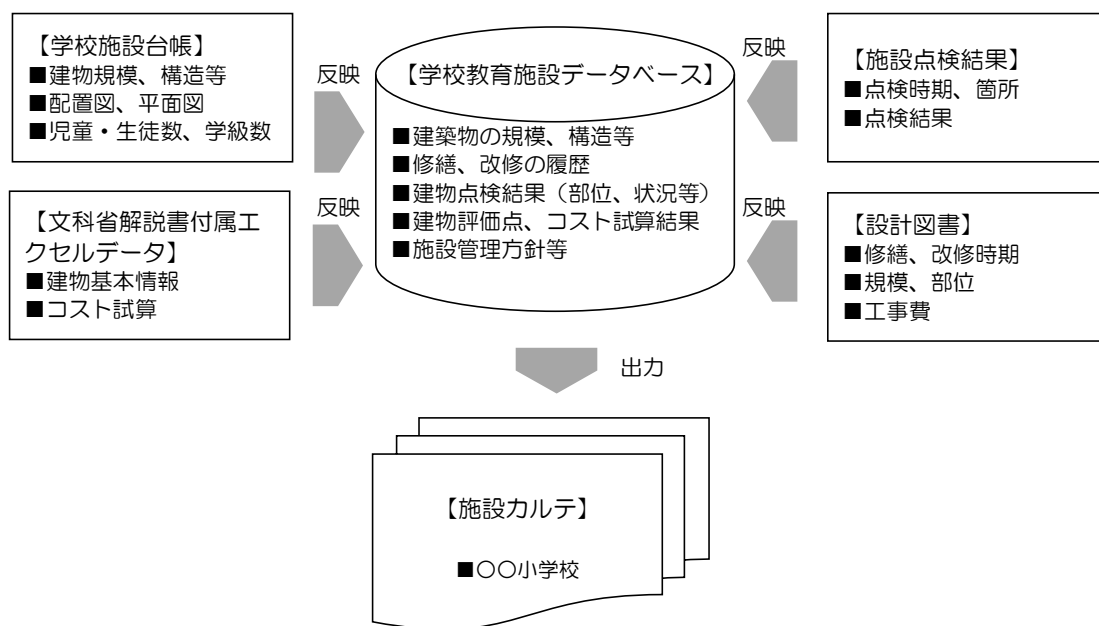 【学校施設台帳】
■建物規模、構造等
■配置図、平面図
■児童・生徒数、学級数
反映
【学校教育施設データベース】
■建築物の規模、構造等
■修繕、改修の履歴
■建物点検結果（部位、状況等）
■建物評価点、コスト試算結果
■施設管理方針等
反映
【施設点検結果】
■点検時期、箇所
■点検結果
【文科省解説書付属エ
クセルデータ】
■建物基本情報
■コスト試算
反映
反映
【設計図書】
■修繕、改修時期
■規模、部位
■工事費
出力
【施設カルテ】
■〇〇小学校